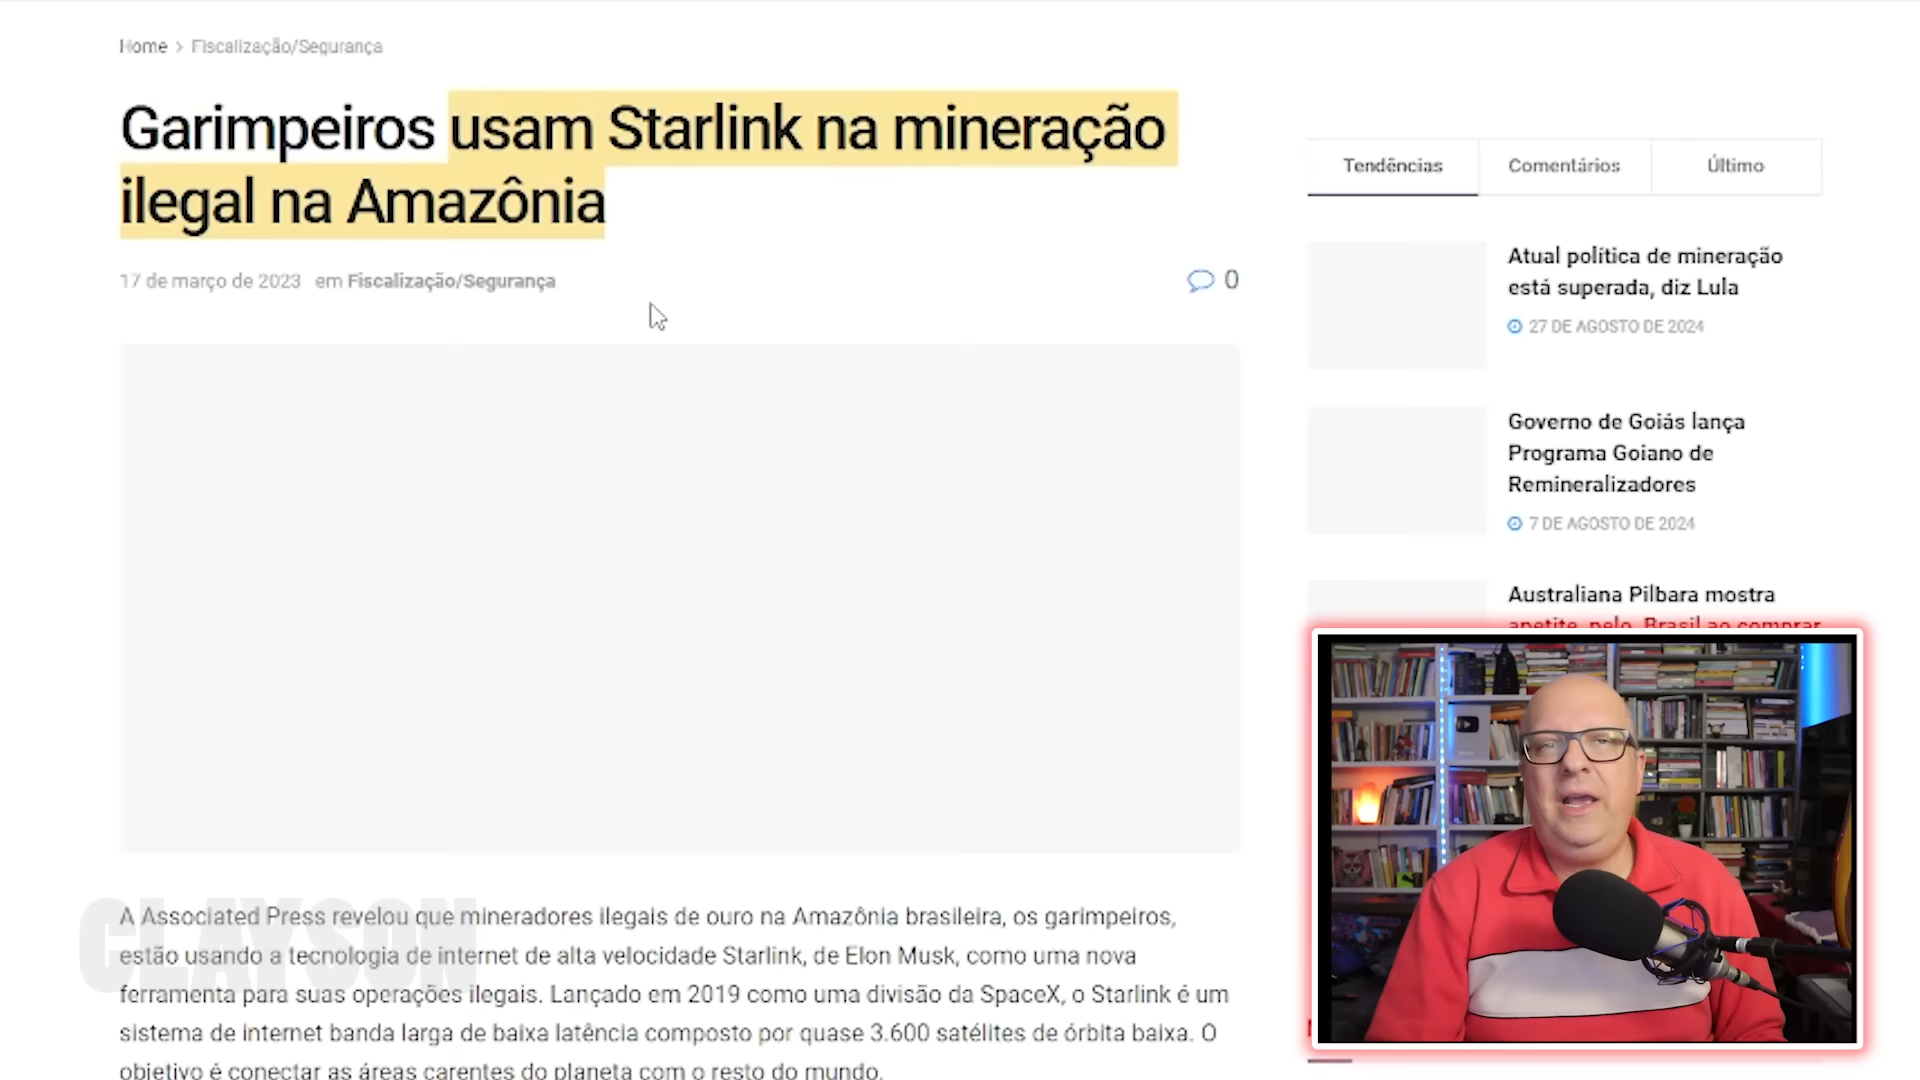 Home > Fiscalização/Segurança
Garimpeiros usam Starlink na mineração
ilegal na Amazônia
17 de março de 2023 em Fiscalização/Segurança
0
A Associated Press revelou que mineradores ilegais de ouro na Amazônia brasileira, os garimpeiros,
estão usando a tecnologia de internet de alta velocidade Starlink, de Elon Musk, como uma nova
ferramenta para suas operações ilegais. Lançado em 2019 como uma divisão da SpaceX, o Starlink é um
sistema de internet banda larga de baixa latência composto por quase 3.600 satélites de órbita baixa. O
objetivo é conectar as áreas carentes do planeta com o resto do mundo.
CLAYSON
Tendências
Comentários
Último
Atual política de mineração
está superada, diz Lula
27 DE AGOSTO DE 2024
Governo de Goiás lança
Programa Goiano de
Remineralizadores
7 DE AGOSTO DE 2024
Australiana Pilbara mostra
apetite pelo Brasil ao comprar